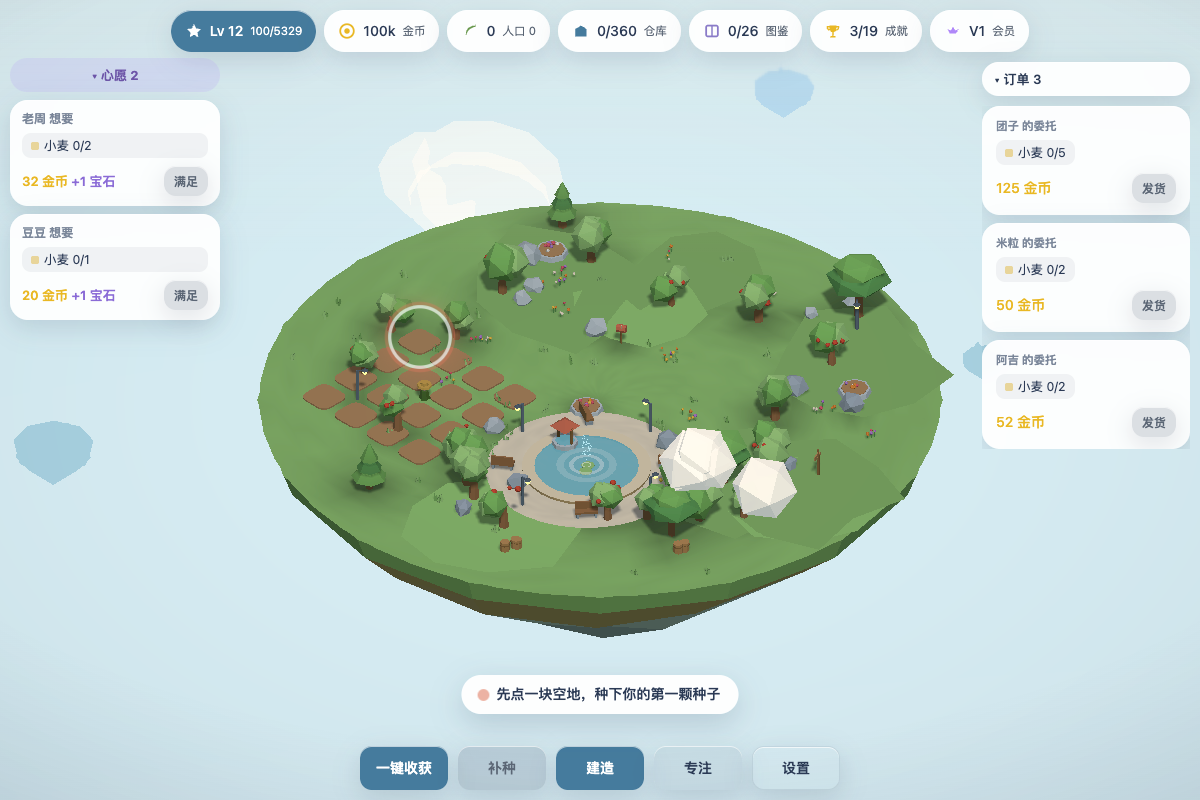 Lv 12 100/5329
100k 金币
0 人口 0
0/360 仓库
0/26 图鉴
3/19 成就
V1 会员
▾ 心愿 2
老周 想要
小麦 0/2
32 金币 +1 宝石
满足
豆豆 想要
小麦 0/1
20 金币 +1 宝石
满足
▾ 订单 3
团子 的委托
小麦 0/5
125 金币
发货
米粒 的委托
小麦 0/2
50 金币
发货
阿吉 的委托
小麦 0/2
52 金币
发货
先点一块空地，种下你的第一颗种子
一键收获
补种
建造
专注
设置